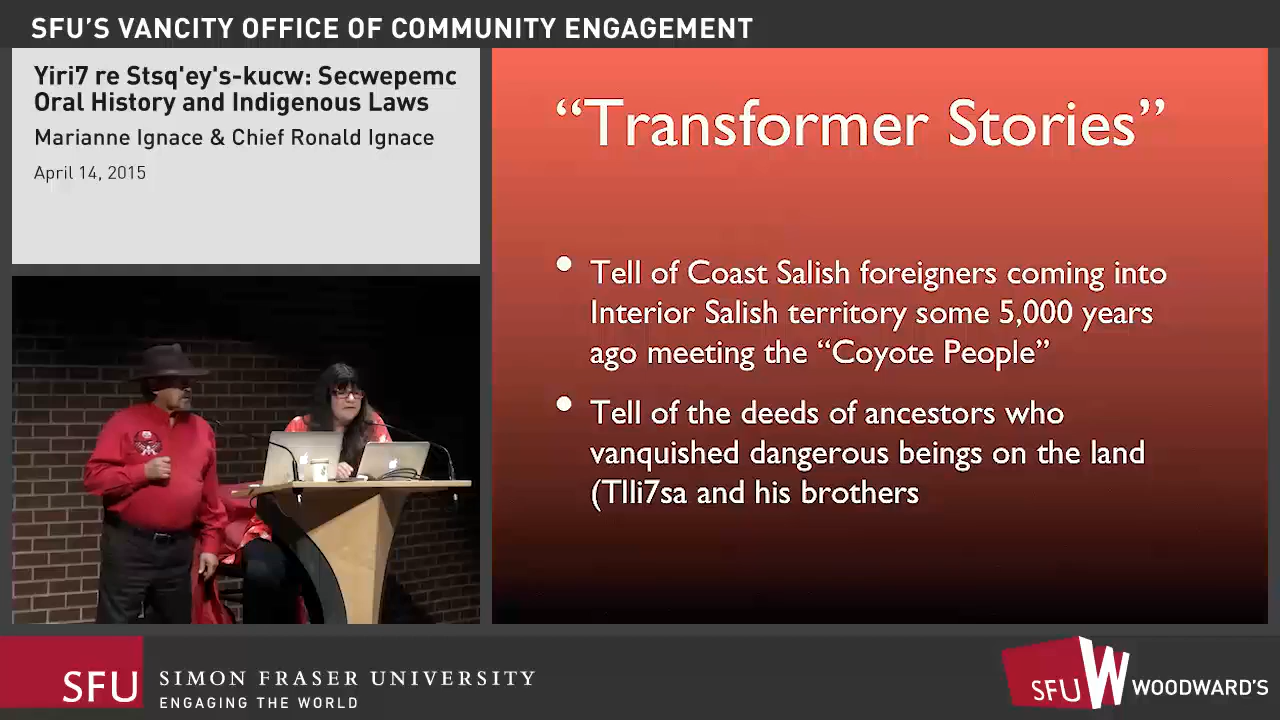 SFU'S VANCITY OFFICE OF COMMUNITY ENGAGEMENT
Yiri7 re Stsq'ey's-kucw: Secwepemc
Oral History and Indigenous Laws
Marianne Ignace & Chief Ronald Ignace
April 14, 2015
“Transformer Stories”
• Tell of Coast Salish foreigners coming into
Interior Salish territory some 5,000 years
ago meeting the “Coyote People”
• Tell of the deeds of ancestors who
vanquished dangerous beings on the land
(Tlli7sa and his brothers
SFU SIMON FRASER UNIVERSITY
ENGAGING THE WORLD
SFU W WOODWARD'S